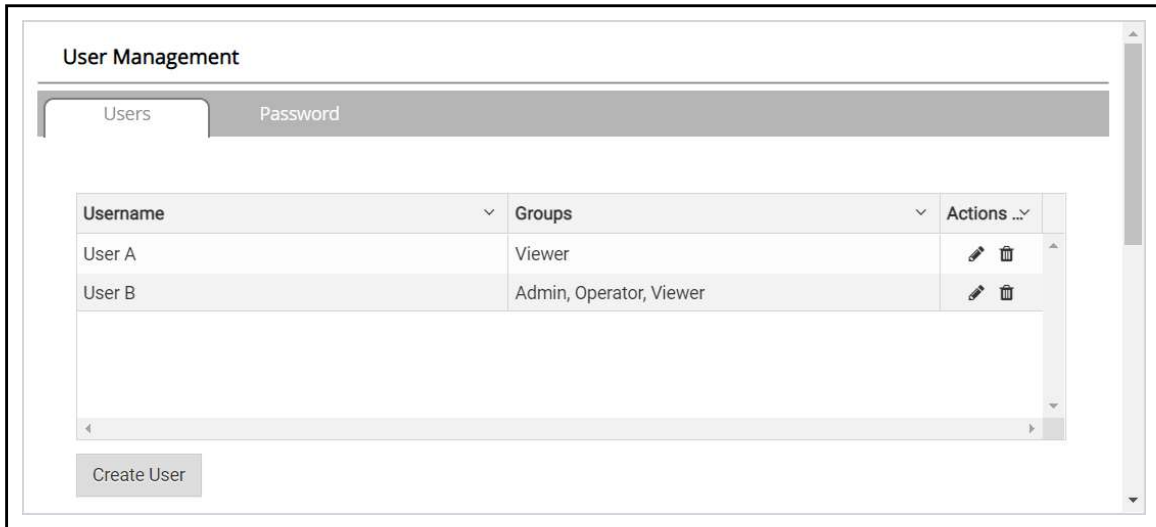 User Management
Users Password
Username Groups Actions ...
User A Viewer
User B Admin, Operator, Viewer
Create User